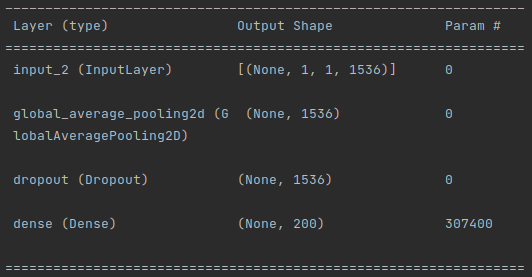 Layer (type) Output Shape Param #
input_2 (InputLayer) [(None, 1, 1, 1536)] 0
global_average_pooling2d (G (None, 1536) 0
lobalAveragePooling2D)
dropout (Dropout) (None, 1536) 0
dense (Dense) (None, 200) 307400